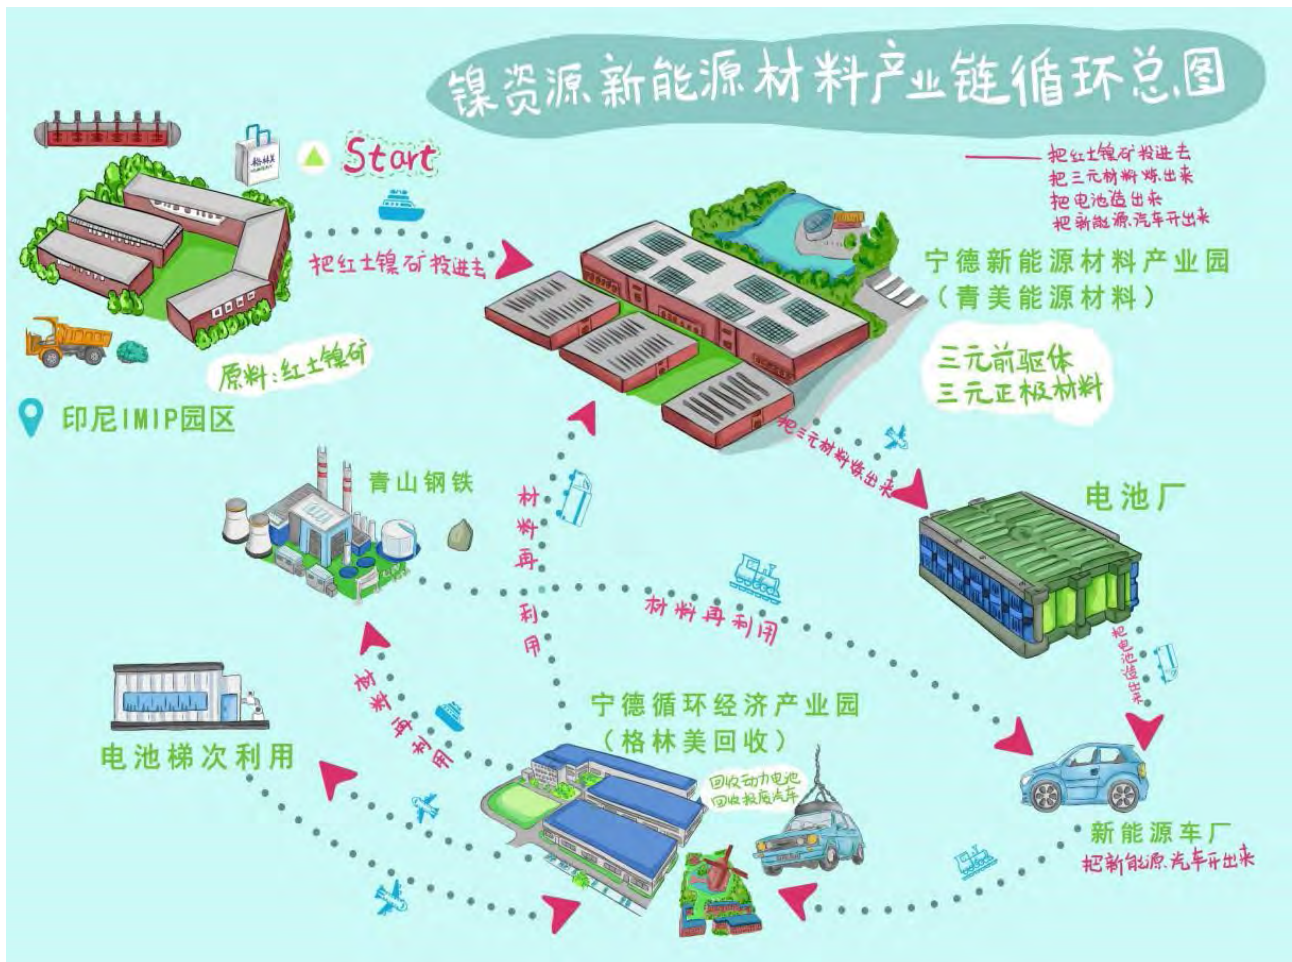 镍资源新能源材料产业链循环总图
格林美
Start
把红土镍矿投进去
把三元材料炼出来
把电池造出来
把新能源汽车开出来
把红土镍矿投进去
宁德新能源材料产业园
（青美能源材料）
原料:红土镍矿
三元前驱体
三元正极材料
印尼IMIP园区
把三元材料炼出来
青山钢铁
电池厂
材料再利用
材料再利用
把电池造出来
材料再利用
宁德循环经济产业园
（格林美回收）
电池梯次利用
回收动力电池
回收报废汽车
新能源车厂
把新能源汽车开出来